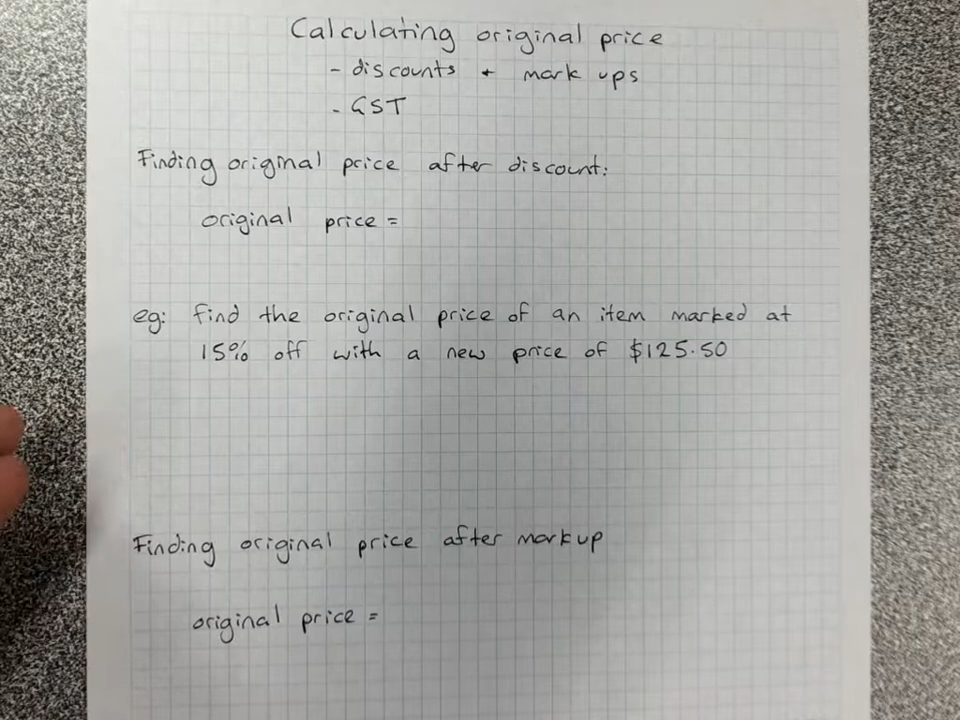 Calculating original price
- discounts + mark ups
- GST
Finding original price after discount:
original price =
eg: find the original price of an item marked at
15% off with a new price of $125.50
Finding original price after markup
original price =